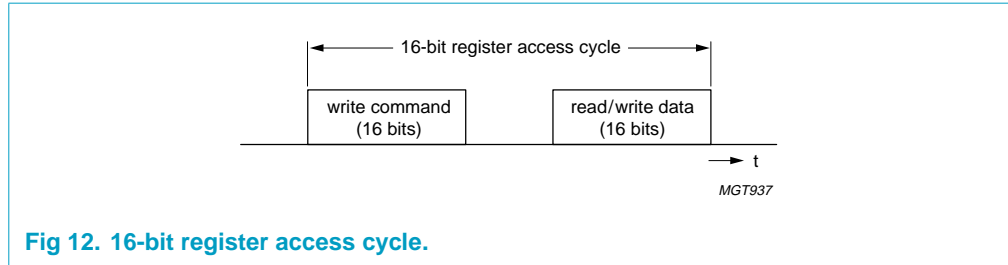 16-bit register access cycle
write command
(16 bits)
read/write data
(16 bits)
t
MGT937
Fig 12. 16-bit register access cycle.